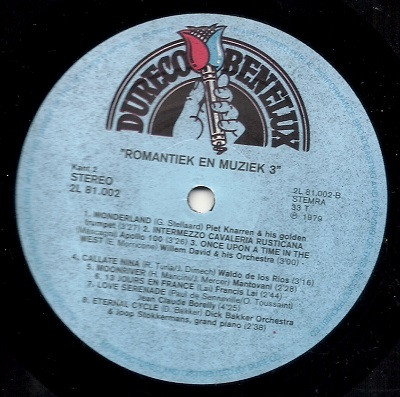 DURECO BENELUX
"ROMANTIEK EN MUZIEK 3"
Kant 2
STEREO
2L 81.002
2L 81.002-B
STEMRA
33 T
℗ 1979
1. WONDERLAND (G. Stellaard) Piet Knarren & his golden
trumpet (3'27) 2. INTERMEZZO CAVALERIA RUSTICANA
(Mascagni) Apollo 100 (3'26) 3. ONCE UPON A TIME IN THE
WEST (E. Morricone) Willem David & his Orchestra (3'00) -
4. CALLATE NINA (R. Turia/J. Dimech) Waldo de los Rios (3'16)
5. MOONRIVER (H. Mancini/J. Mercer) Mantovani (2'28)
6. 13 JOURS EN FRANCE (Lai) Francis Lai (2'44)
7. LOVE SERENADE (Paul de Senneville/O. Toussaint)
Jean Claude Borelly (4'25)
8. ETERNAL CYCLE (D. Bakker) Dick Bakker Orchestra
& Joop Stokkermans, grand piano (2'38)